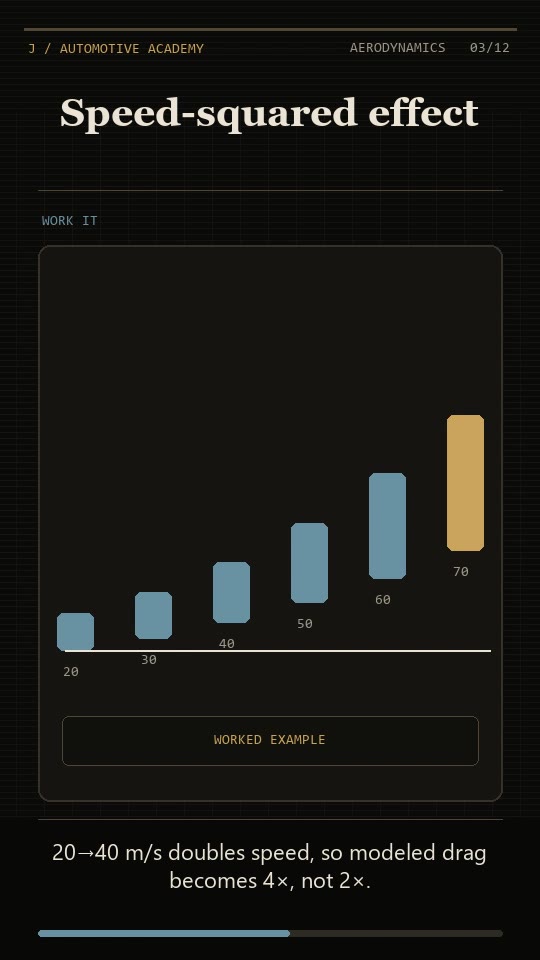 J / AUTOMOTIVE ACADEMY
AERODYNAMICS 03/12
Speed-squared effect
WORK IT
70
60
50
40
30
20
WORKED EXAMPLE
20→40 m/s doubles speed, so modeled drag
becomes 4×, not 2×.